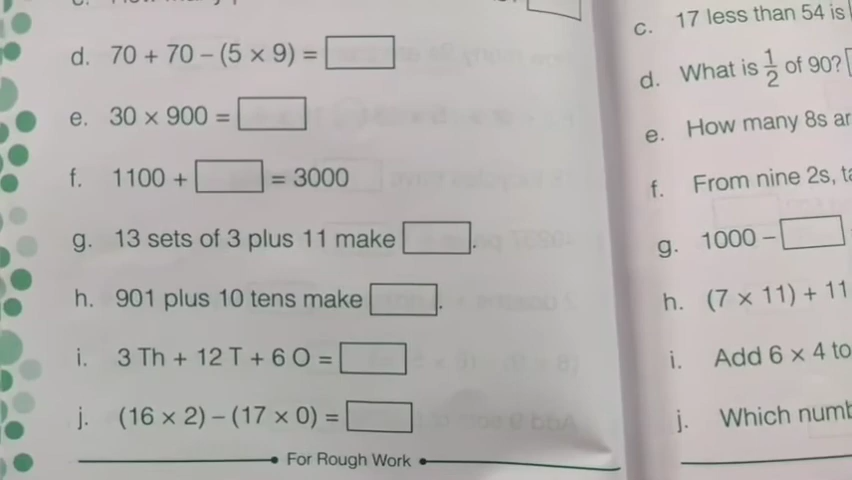 d. 70 + 70 – (5 × 9) =
e. 30 × 900 =
f. 1100 + = 3000
g. 13 sets of 3 plus 11 make .
h. 901 plus 10 tens make .
i. 3 Th + 12 T + 6 O =
j. (16 × 2) – (17 × 0) =
For Rough Work
c. 17 less than 54 is
d. What is 1/2 of 90?
e. How many 8s
f. From nine 2s,
g. 1000 –
h. (7 × 11) + 11
i. Add 6 × 4 to
j. Which